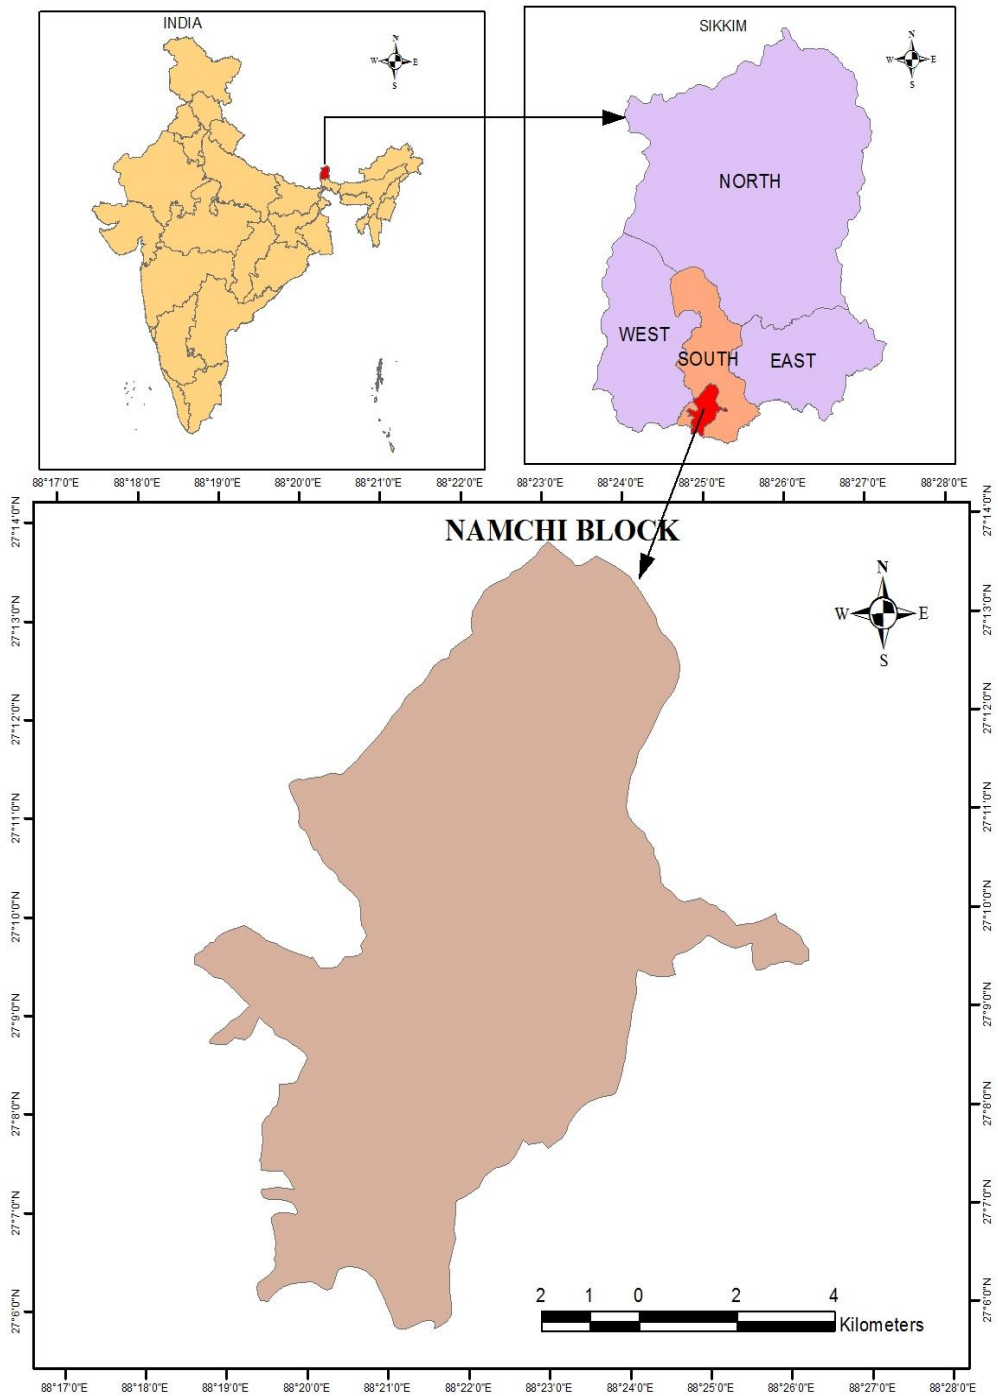 INDIA
N
W E
S
SIKKIM
N
W E
S
NORTH
WEST
SOUTH
EAST
88°17'0"E 88°18'0"E 88°19'0"E 88°20'0"E 88°21'0"E 88°22'0"E 88°23'0"E 88°24'0"E 88°25'0"E 88°26'0"E 88°27'0"E 88°28'0"E
NAMCHI BLOCK
N
W E
S
27°14'0"N 27°14'0"N
27°13'0"N 27°13'0"N
27°12'0"N 27°12'0"N
27°11'0"N 27°11'0"N
27°10'0"N 27°10'0"N
27°9'0"N 27°9'0"N
27°8'0"N 27°8'0"N
27°7'0"N 27°7'0"N
27°6'0"N 27°6'0"N
2 1 0 2 4
Kilometers
88°17'0"E 88°18'0"E 88°19'0"E 88°20'0"E 88°21'0"E 88°22'0"E 88°23'0"E 88°24'0"E 88°25'0"E 88°26'0"E 88°27'0"E 88°28'0"E